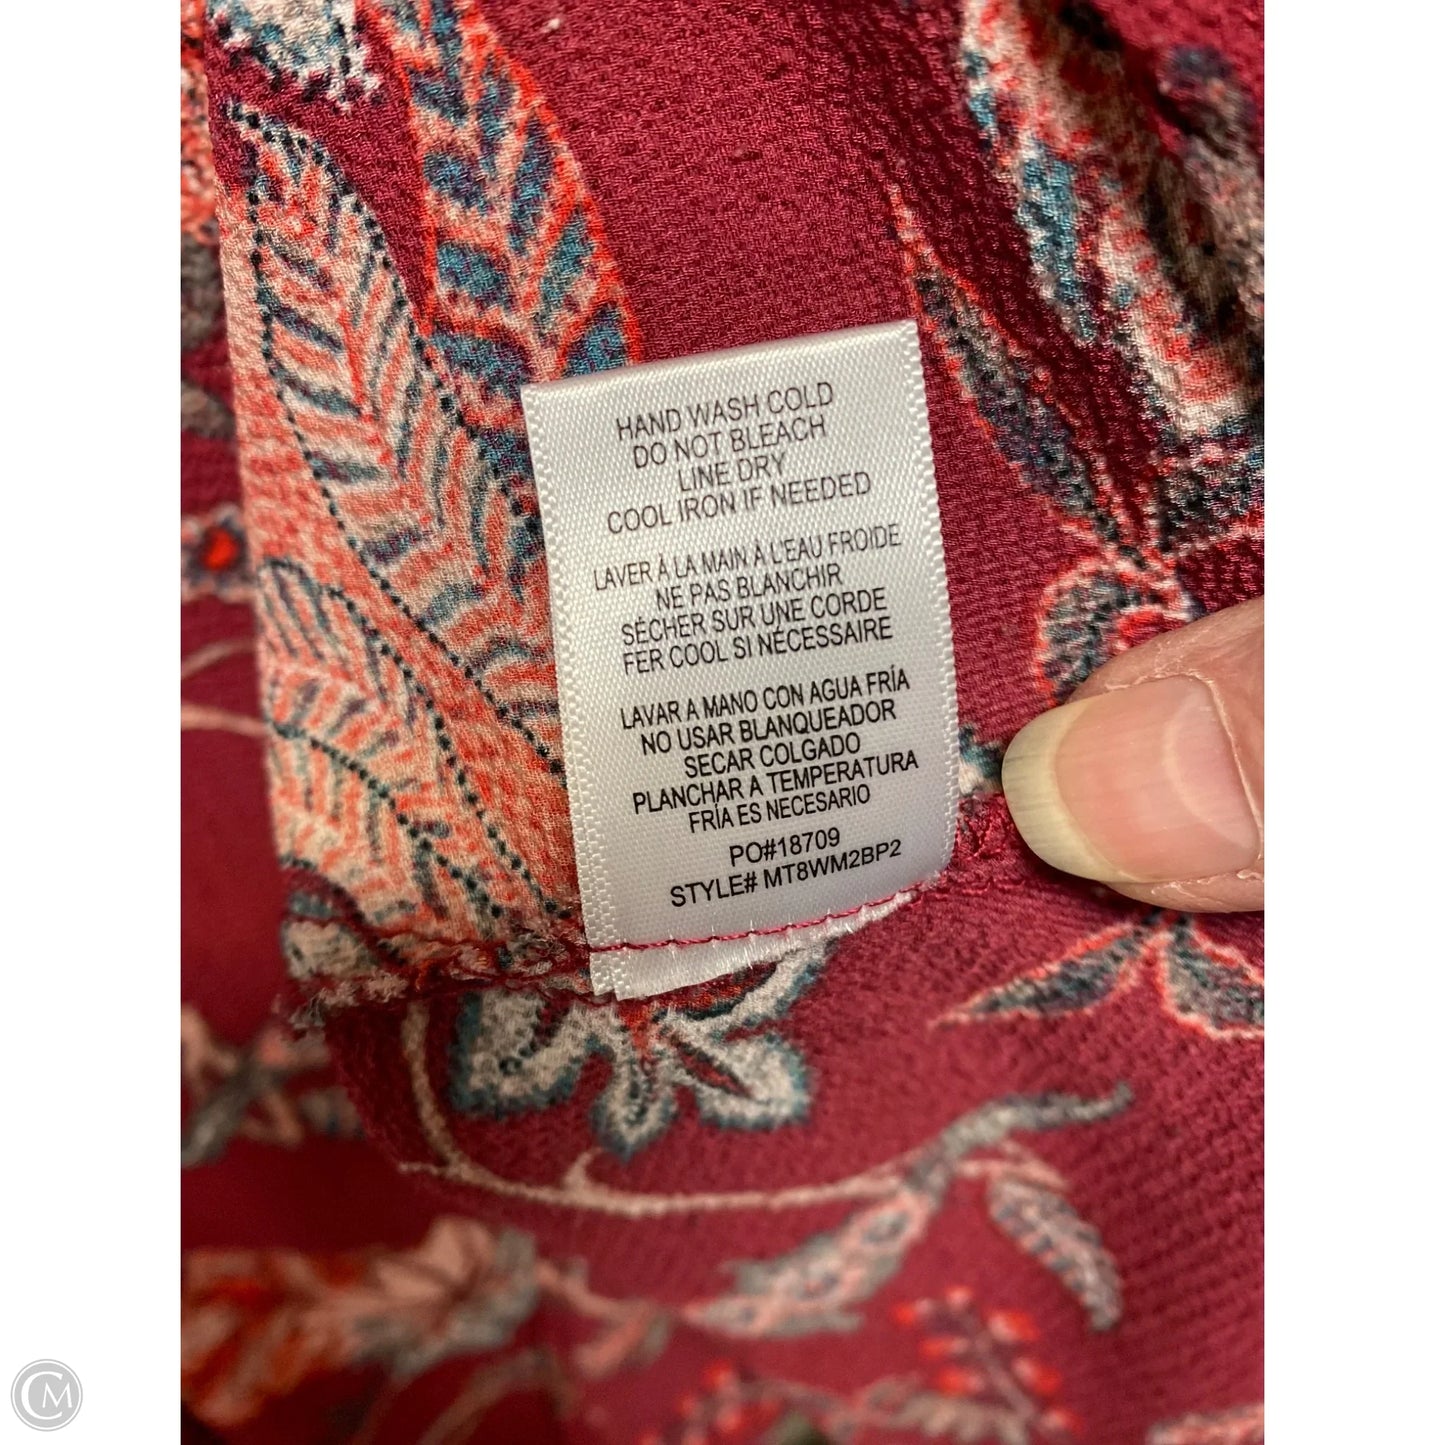 HAND WASH COLD
DO NOT BLEACH
LINE DRY
COOL IRON IF NEEDED
LAVER À LA MAIN À L'EAU FROIDE
NE PAS BLANCHIR
SÉCHER SUR UNE CORDE
FER COOL SI NÉCESSAIRE
LAVAR A MANO CON AGUA FRÍA
NO USAR BLANQUEADOR
SECAR COLGADO
PLANCHAR A TEMPERATURA
FRÍA ES NECESARIO
PO#18709
STYLE# MT8WM2BP2
CM